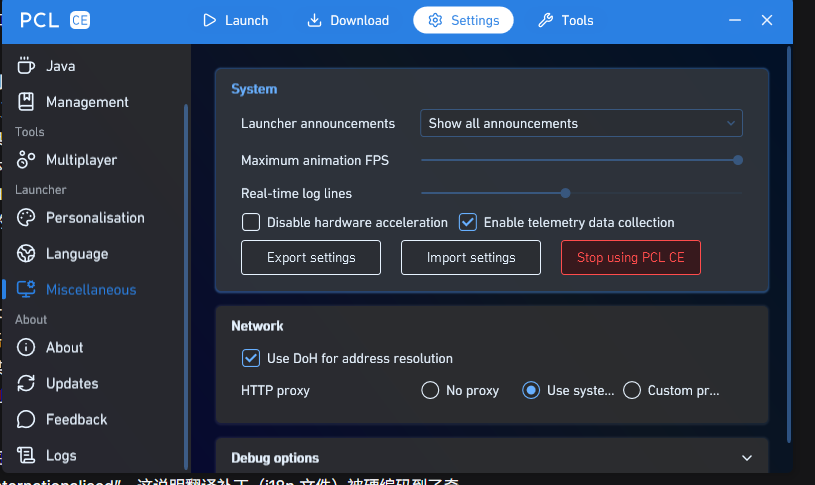 PCL CE
Launch
Download
Settings
Tools
Java
Management
Tools
Multiplayer
Launcher
Personalisation
Language
Miscellaneous
About
About
Updates
Feedback
Logs
System
Launcher announcements
Show all announcements
Maximum animation FPS
Real-time log lines
Disable hardware acceleration
Enable telemetry data collection
Export settings
Import settings
Stop using PCL CE
Network
Use DoH for address resolution
HTTP proxy
No proxy
Use syste...
Custom pr...
Debug options